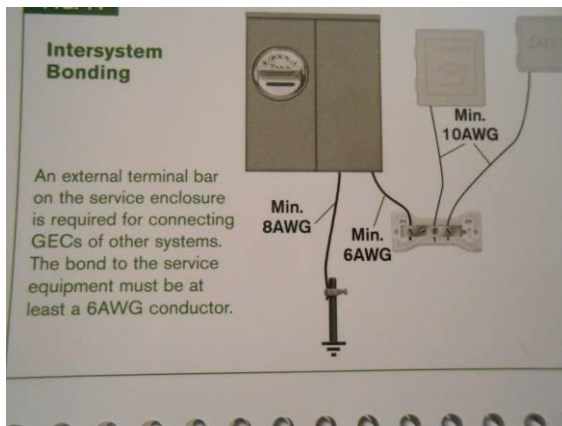 Intersystem
Bonding
An external terminal bar
on the service enclosure
is required for connecting
GECs of other systems.
The bond to the service
equipment must be at
least a 6AWG conductor.
Min.
8AWG
Min.
6AWG
Min.
10AWG
CATV